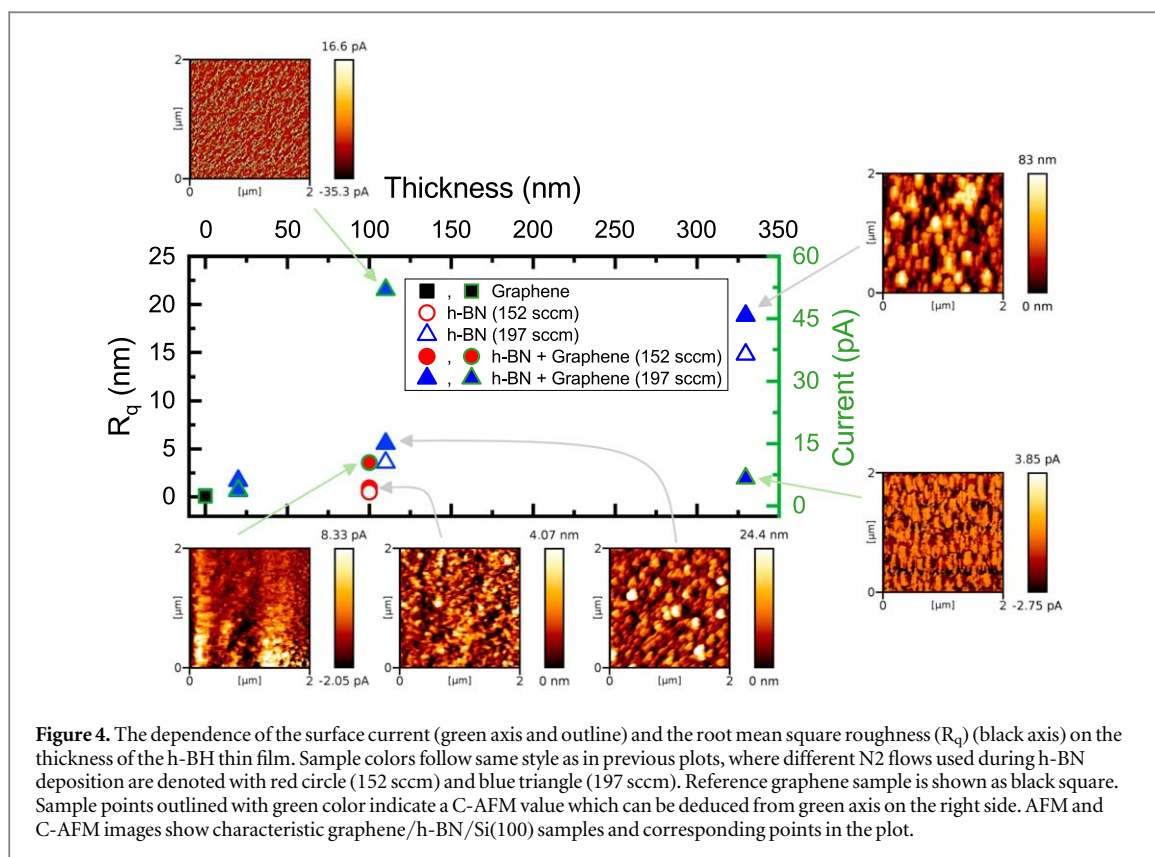 16.6 pA
2
[µm]
0
0
[µm]
2
-35.3 pA
Thickness (nm)
0 50 100 150 200 250 300 350
25
20
15
10
5
0
Rq (nm)
60
45
30
15
0
Current (pA)
■ , ■ Graphene
h-BN (152 sccm)
h-BN (197 sccm)
, h-BN + Graphene (152 sccm)
, h-BN + Graphene (197 sccm)
83 nm
2
[µm]
0
0
[µm]
2
0 nm
3.85 pA
2
[µm]
0
0
[µm]
2
-2.75 pA
8.33 pA
2
[µm]
0
0
[µm]
2
-2.05 pA
4.07 nm
2
[µm]
0
0
[µm]
2
0 nm
24.4 nm
2
[µm]
0
0
[µm]
2
0 nm
Figure 4. The dependence of the surface current (green axis and outline) and the root mean square roughness (Rq) (black axis) on the
thickness of the h-BH thin film. Sample colors follow same style as in previous plots, where different N2 flows used during h-BN
deposition are denoted with red circle (152 sccm) and blue triangle (197 sccm). Reference graphene sample is shown as black square.
Sample points outlined with green color indicate a C-AFM value which can be deduced from green axis on the right side. AFM and
C-AFM images show characteristic graphene/h-BN/Si(100) samples and corresponding points in the plot.